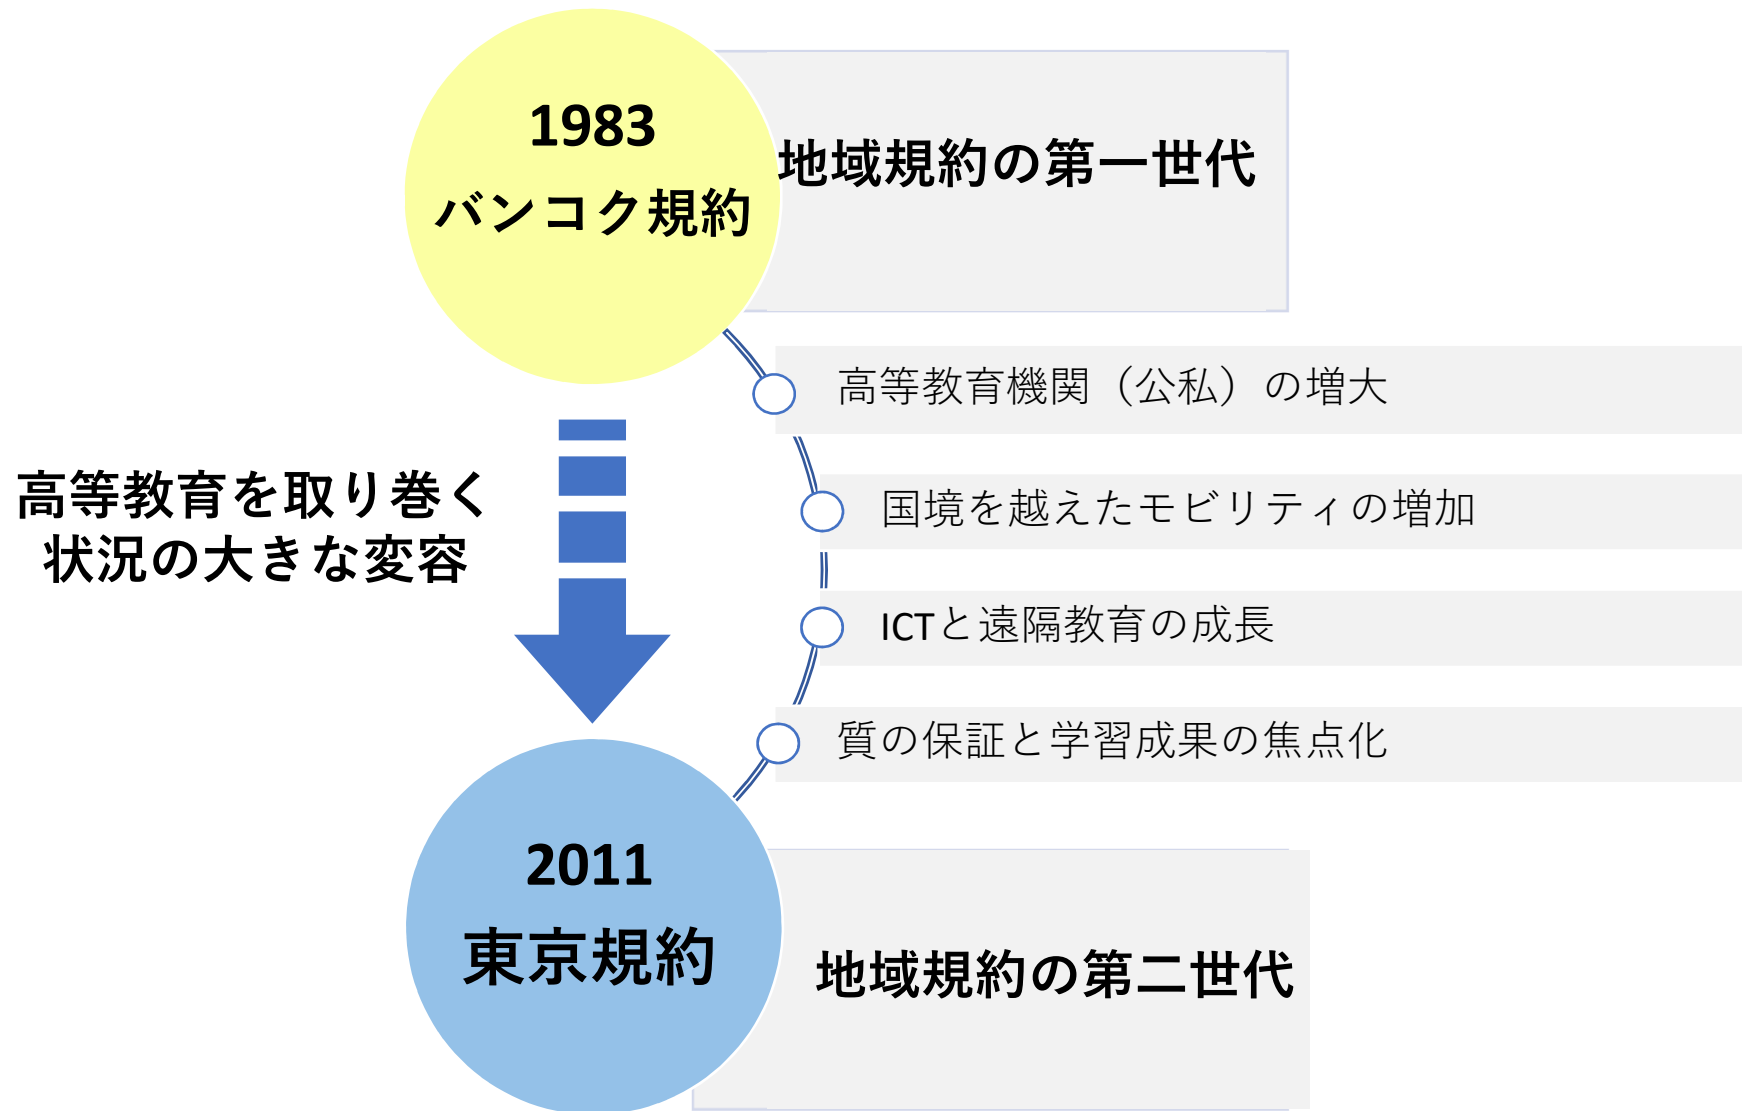 1983
バンコク規約
地域規約の第一世代
高等教育機関（公私）の増大
高等教育を取り巻く
状況の大きな変容
国境を越えたモビリティの増加
ICTと遠隔教育の成長
質の保証と学習成果の焦点化
2011
東京規約
地域規約の第二世代